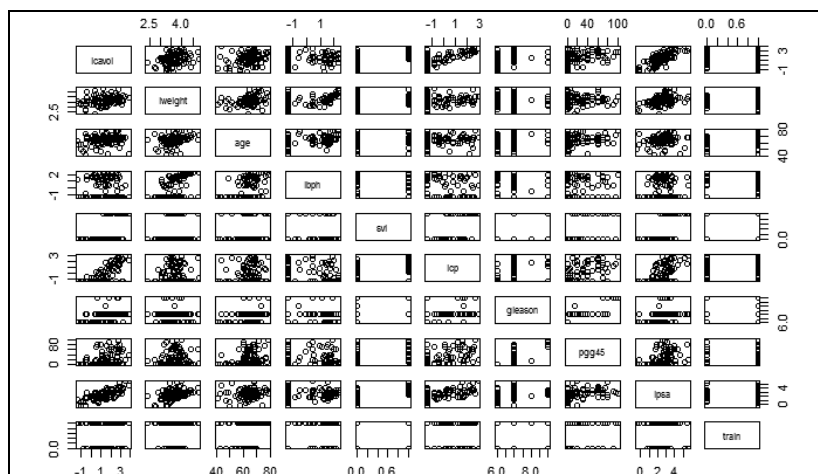 2.5 4.0 -1 1 -1 1 3 0 40 100 0.0 0.6
lcavol -1 3
2.5 lweight
age 40 80
-1 2 lbph
svi 0.0
-1 3 lcp
gleason 6.0
0 80 pgg45
lpsa 0 4
0.0 train
-1 1 3 40 60 80 0.0 0.6 6.0 8.0 0 2 4